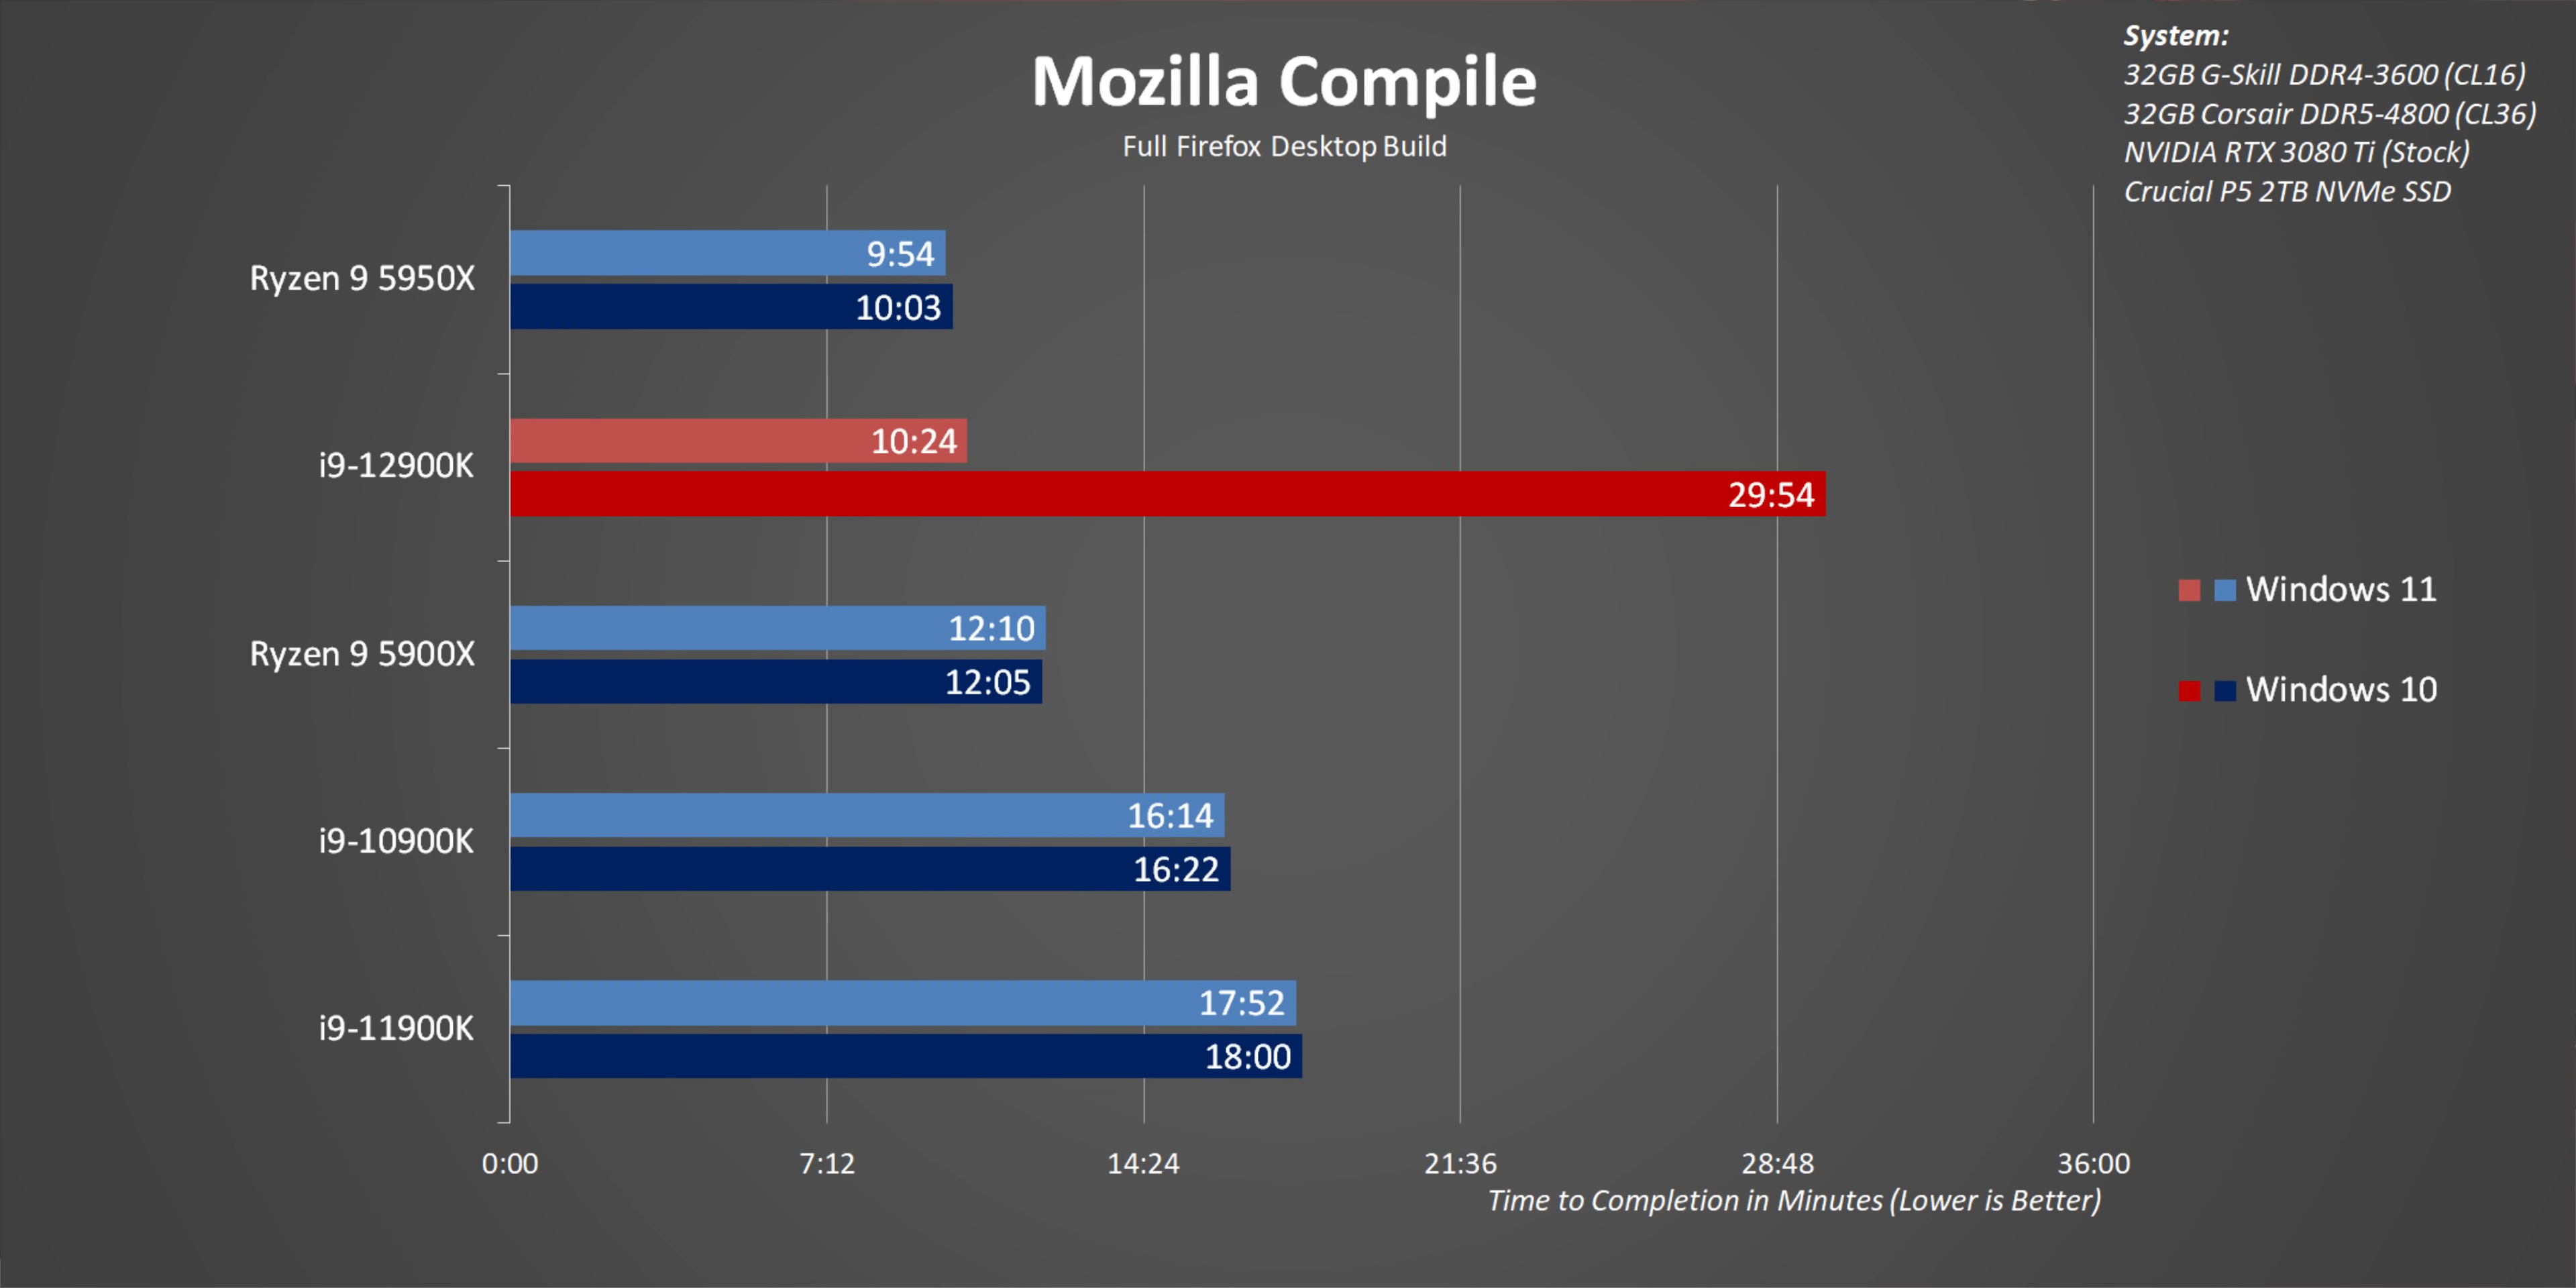 Mozilla Compile
Full Firefox Desktop Build
System:
32GB G-Skill DDR4-3600 (CL16)
32GB Corsair DDR5-4800 (CL36)
NVIDIA RTX 3080 Ti (Stock)
Crucial P5 2TB NVMe SSD
Ryzen 9 5950X
9:54
10:03
i9-12900K
10:24
29:54
Ryzen 9 5900X
12:10
12:05
i9-10900K
16:14
16:22
i9-11900K
17:52
18:00
Windows 11
Windows 10
0:00 7:12 14:24 21:36 28:48 36:00
Time to Completion in Minutes (Lower is Better)